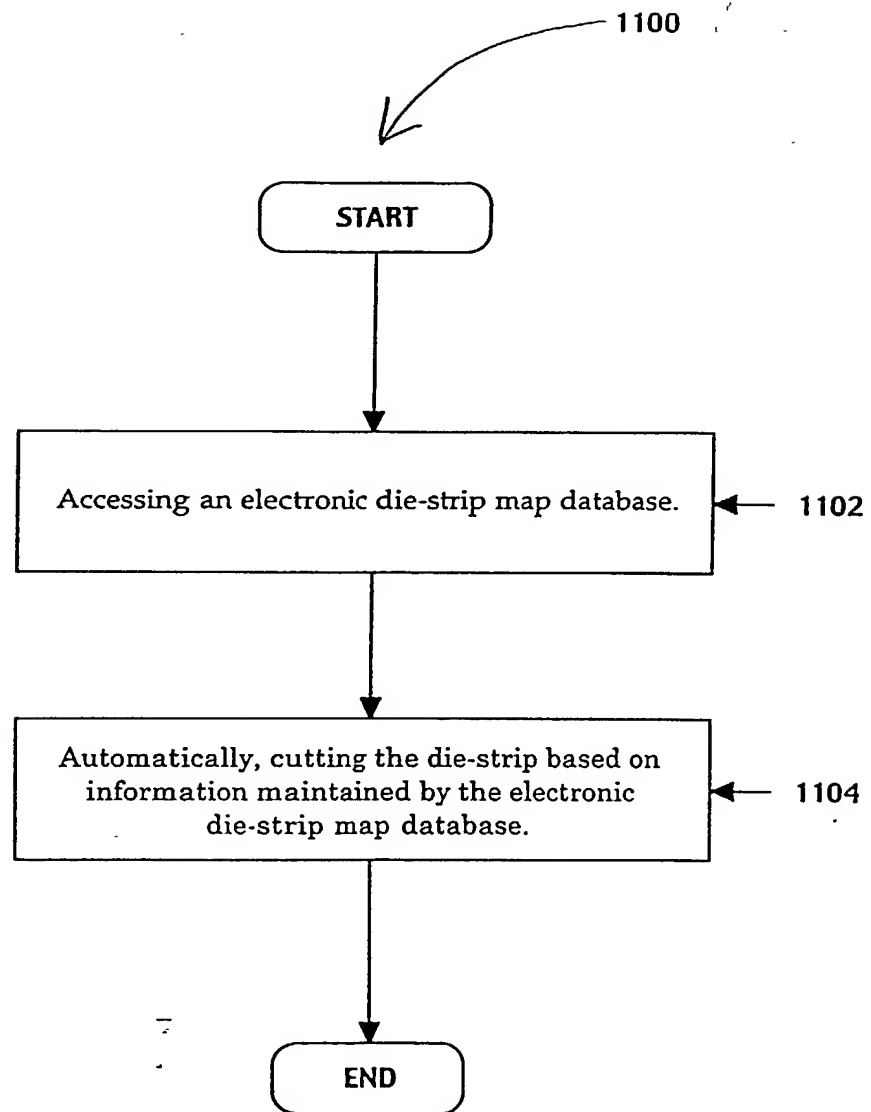 1100
START
Accessing an electronic die-strip map database.
1102
Automatically, cutting the die-strip based on
information maintained by the electronic
die-strip map database.
1104
END